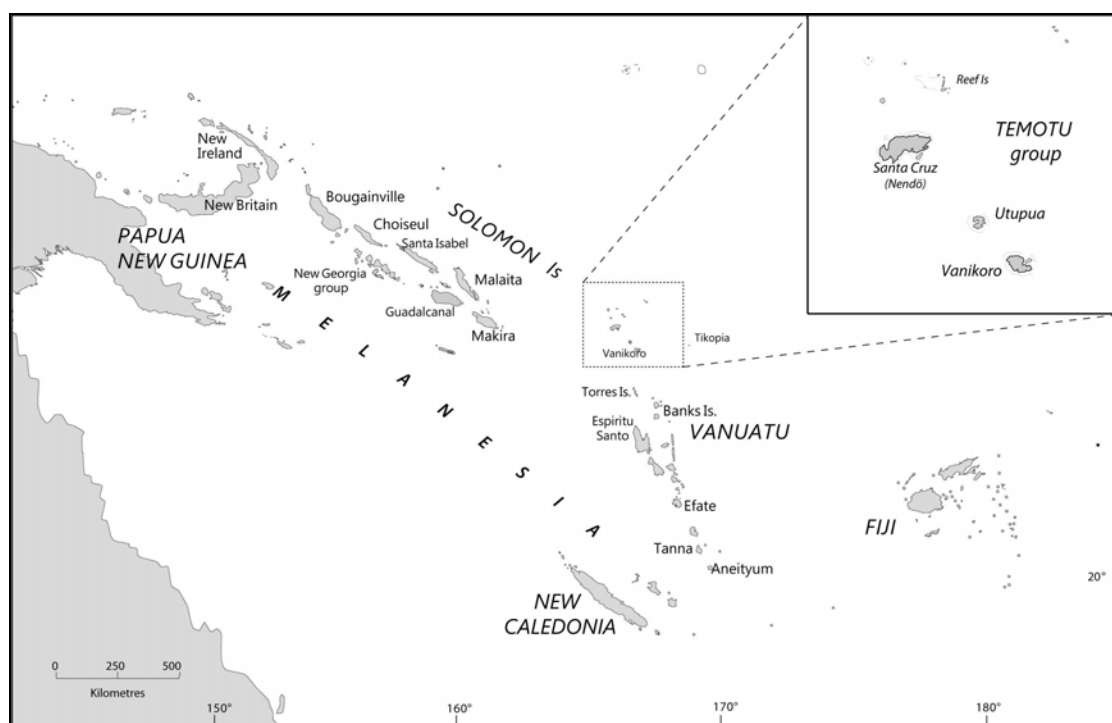 Reef Is
TEMOTU
group
Santa Cruz
(Nendö)
Utupua
Vanikoro
New
Ireland
New Britain
Bougainville
Choiseul
Santa Isabel
SOLOMON Is
PAPUA
NEW GUINEA
New Georgia
group
Malaita
Guadalcanal
Makira
MELANESIA
Vanikoro
Tikopia
Torres Is.
Banks Is.
Espiritu
Santo
VANUATU
Efate
FIJI
Tanna
Aneityum
20°
NEW
CALEDONIA
0 250 500
Kilometres
150° 160° 170° 180°